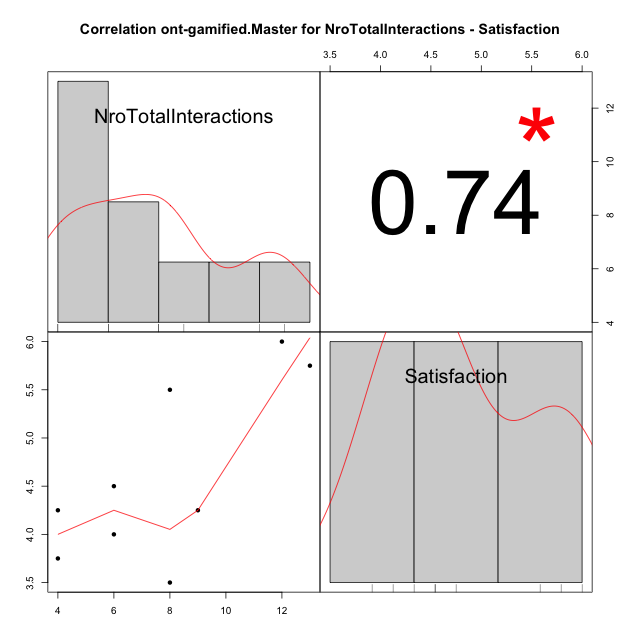 Correlation ont-gamified.Master for NroTotalInteractions - Satisfaction
3.5 4.0 4.5 5.0 5.5 6.0
NroTotalInteractions
*
0.74
12
10
8
6
4
Satisfaction
6.0
5.5
5.0
4.5
4.0
3.5
4 6 8 10 12